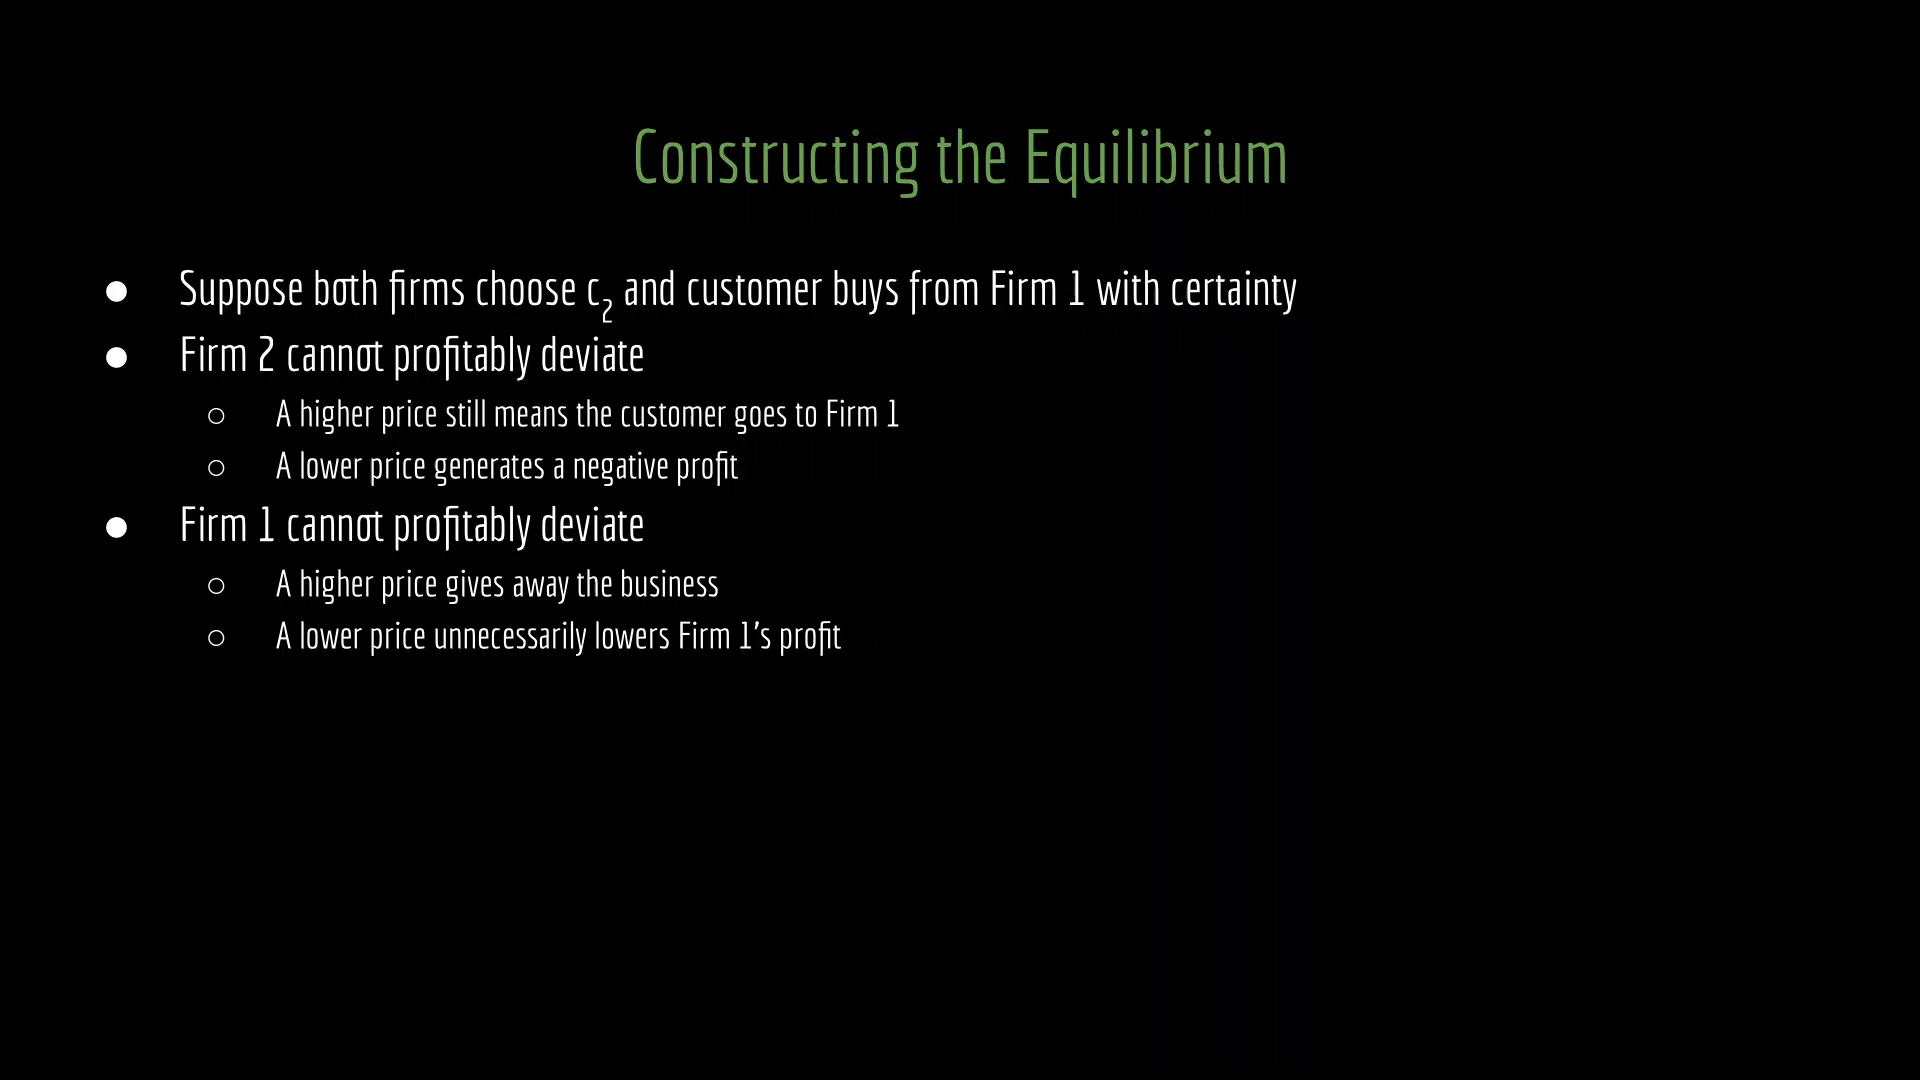 Constructing the Equilibrium
● Suppose both firms choose c₂ and customer buys from Firm 1 with certainty
● Firm 2 cannot profitably deviate
○ A higher price still means the customer goes to Firm 1
○ A lower price generates a negative profit
● Firm 1 cannot profitably deviate
○ A higher price gives away the business
○ A lower price unnecessarily lowers Firm 1’s profit